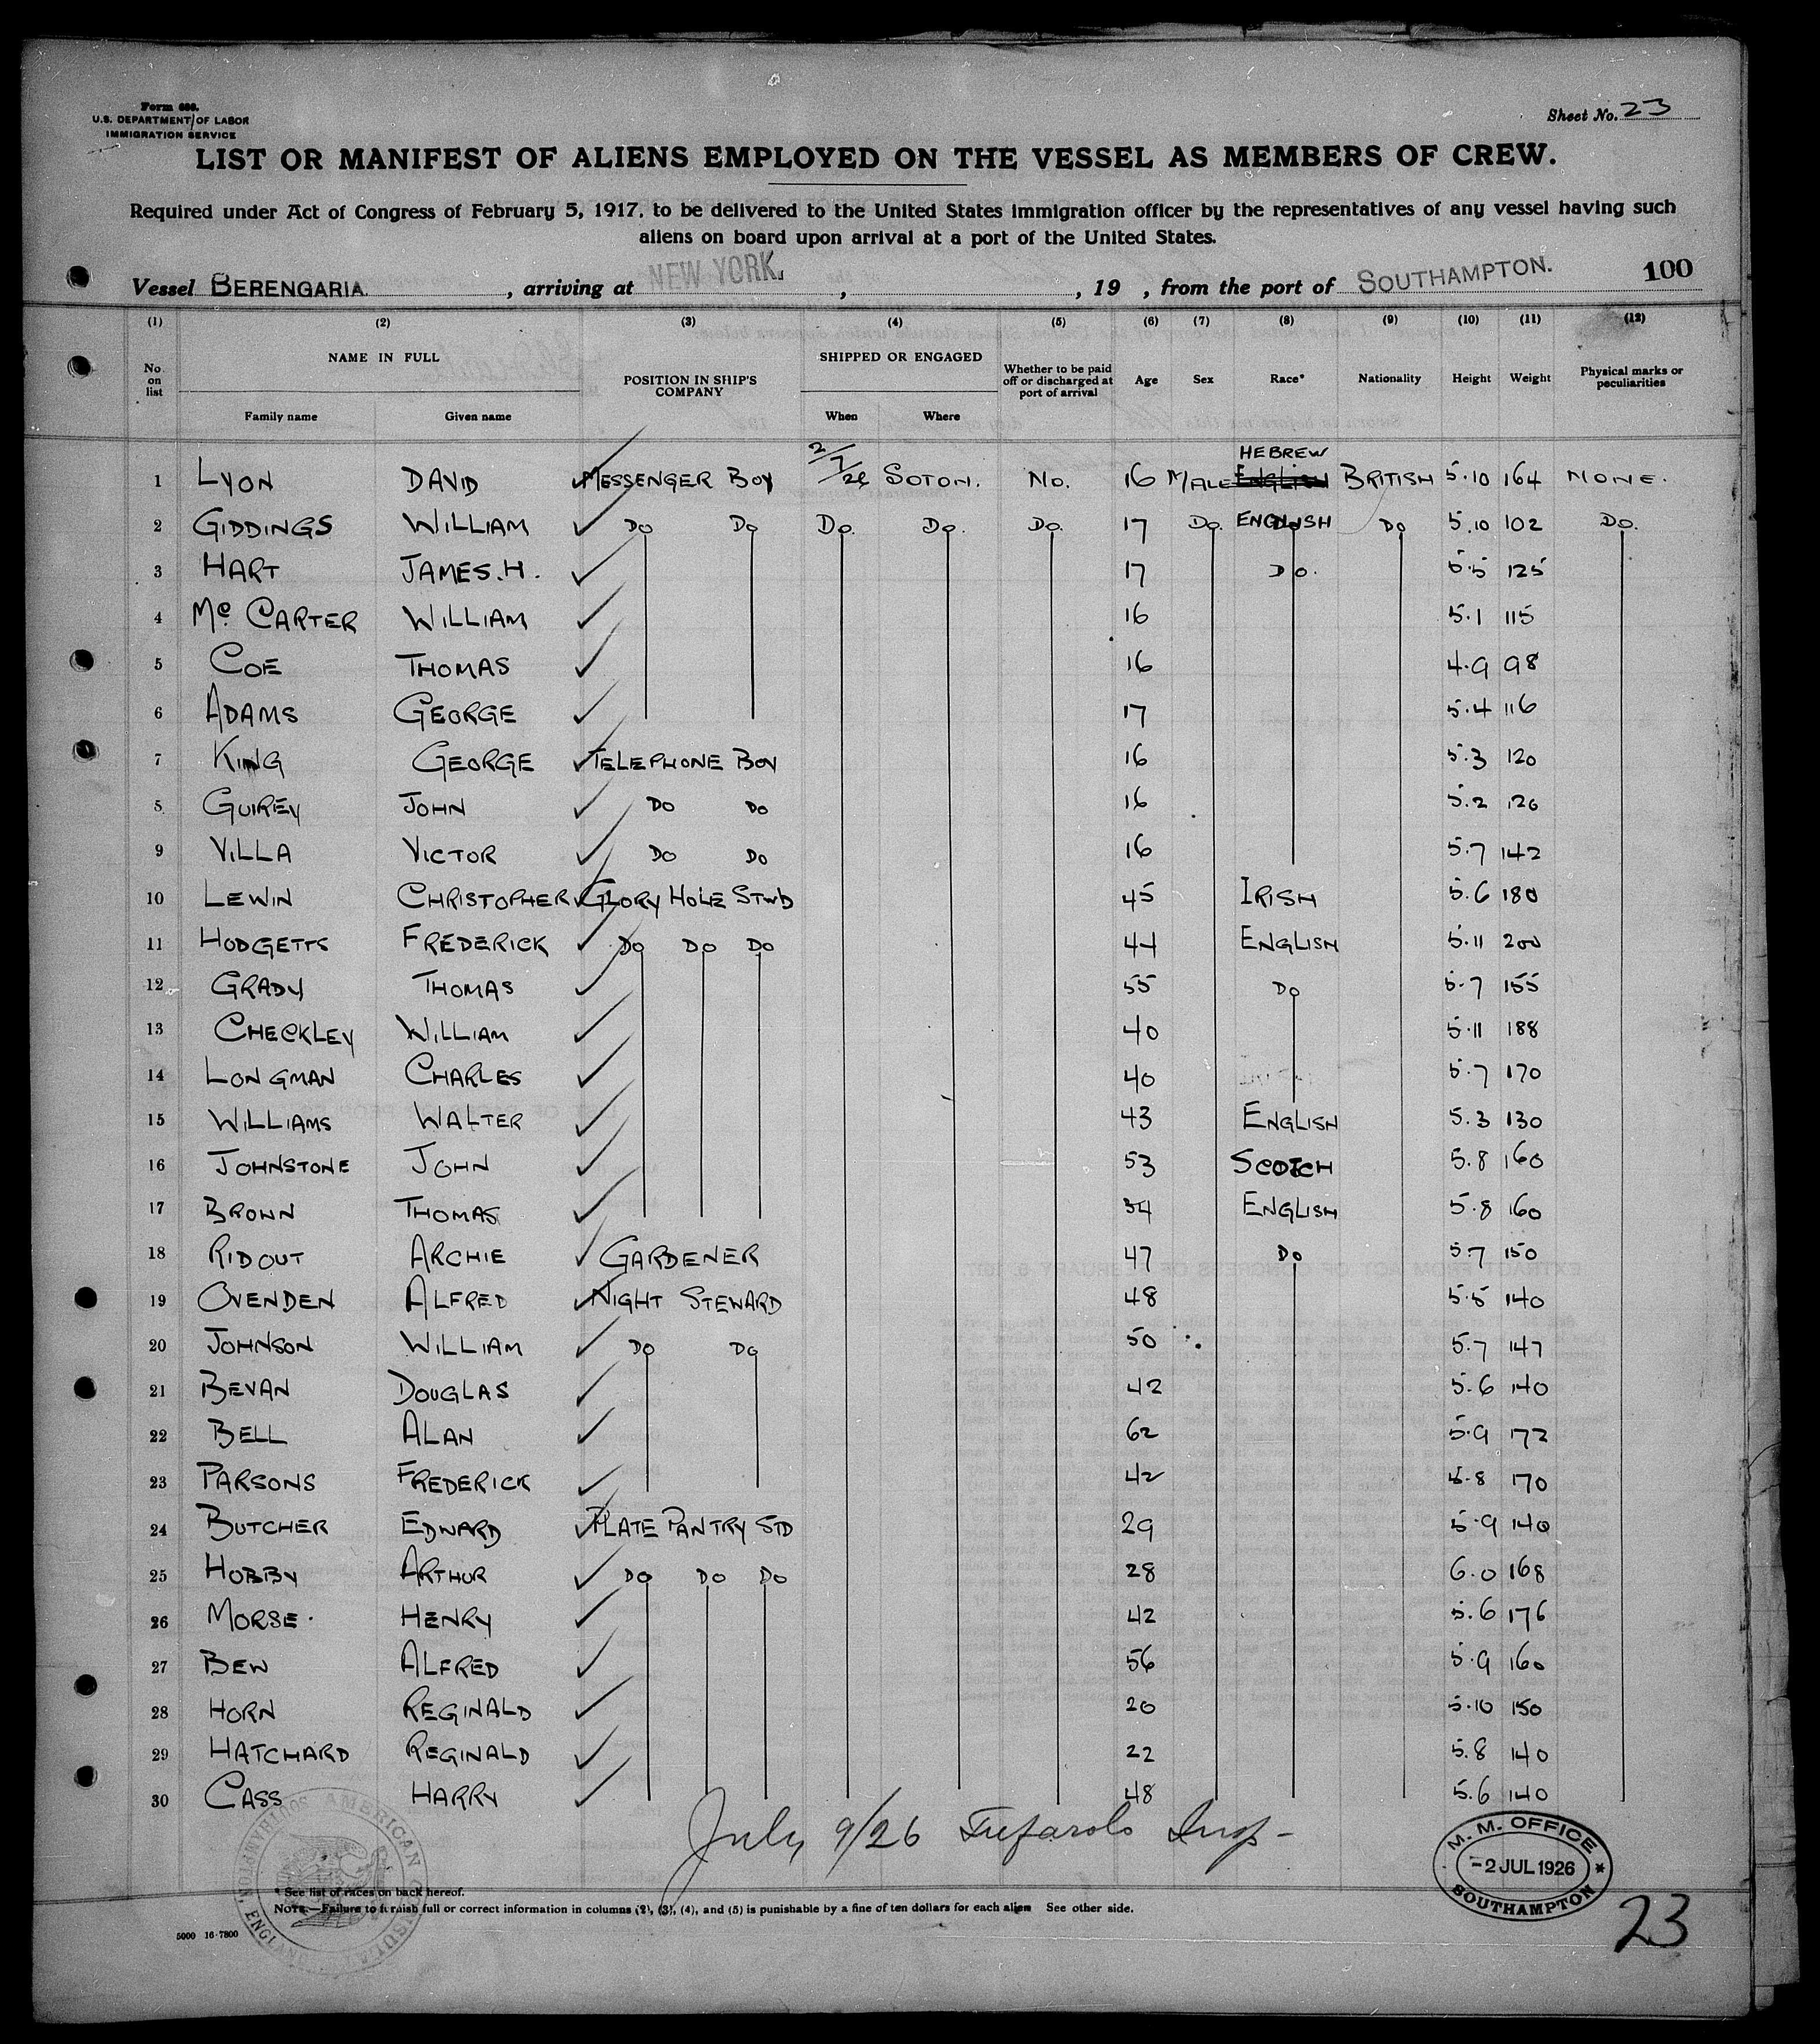 Form 680.
U.S. DEPARTMENT OF LABOR
IMMIGRATION SERVICE
Sheet No. 23
LIST OR MANIFEST OF ALIENS EMPLOYED ON THE VESSEL AS MEMBERS OF CREW.
Required under Act of Congress of February 5, 1917, to be delivered to the United States immigration officer by the representatives of any vessel having such
aliens on board upon arrival at a port of the United States.
Vessel BERENGARIA, arriving at NEW YORK, , 19 , from the port of SOUTHAMPTON. 100
(1) (2) (3) (4) (5) (6) (7) (8) (9) (10) (11) (12)
No. on list NAME IN FULL Family name Given name POSITION IN SHIP'S COMPANY SHIPPED OR ENGAGED When Where Whether to be paid off or discharged at port of arrival Age Sex Race* Nationality Height Weight Physical marks or peculiarities
HEBREW
1 LYON DAVID MESSENGER BOY 2/7/26 SOTON. NO. 16 MALE ENGLISH BRITISH 5.10 164 NONE.
2 GIDDINGS WILLIAM DO DO DO. DO. DO. 17 DO. ENGLISH DO 5.10 102 DO.
3 HART JAMES.H. 17 DO. 5.5 125
4 Mc CARTER WILLIAM 16 5.1 115
5 COE THOMAS 16 4.9 98
6 ADAMS GEORGE 17 5.4 116
7 KING GEORGE TELEPHONE BOY 16 5.3 120
8 GUIREY JOHN DO DO 16 5.2 126
9 VILLA VICTOR DO DO 16 5.7 142
10 LEWIN CHRISTOPHER GLORY HOLE STWD 45 IRISH 5.6 180
11 HODGETTS FREDERICK DO DO DO 44 ENGLISH 5.11 200
12 GRADY THOMAS 55 DO 5.7 155
13 CHECKLEY WILLIAM 40 5.11 188
14 LONGMAN CHARLES 40 5.7 170
15 WILLIAMS WALTER 43 ENGLISH 5.3 130
16 JOHNSTONE JOHN 53 SCOTCH 5.8 160
17 BROWN THOMAS 34 ENGLISH 5.8 160
18 RIDOUT ARCHIE GARDENER 47 DO 5.7 150
19 OVENDEN ALFRED NIGHT STEWARD 48 5.5 140
20 JOHNSON WILLIAM DO DO 50 5.7 147
21 BEVAN DOUGLAS 42 5.6 140
22 BELL ALAN 62 5.9 172
23 PARSONS FREDERICK 42 5.8 170
24 BUTCHER EDWARD PLATE PANTRY STD 29 5.9 140
25 HOBBY ARTHUR DO DO DO 28 6.0 168
26 MORSE. HENRY 42 5.6 176
27 BEW ALFRED 56 5.9 160
28 HORN REGINALD 20 5.10 150
29 HATCHARD REGINALD 22 5.8 140
30 CASS HARRY 48 5.6 140
July 9/26 Tufarolo Insp-
AMERICAN CONSULATE SOUTHAMPTON, ENGLAND
M. M. OFFICE
-2 JUL 1926 *
SOUTHAMPTON
* See list of races on back hereof.
NOTE.—Failure to furnish full or correct information in columns (2), (3), (4), and (5) is punishable by a fine of ten dollars for each alien See other side.
5000 16-7800
23